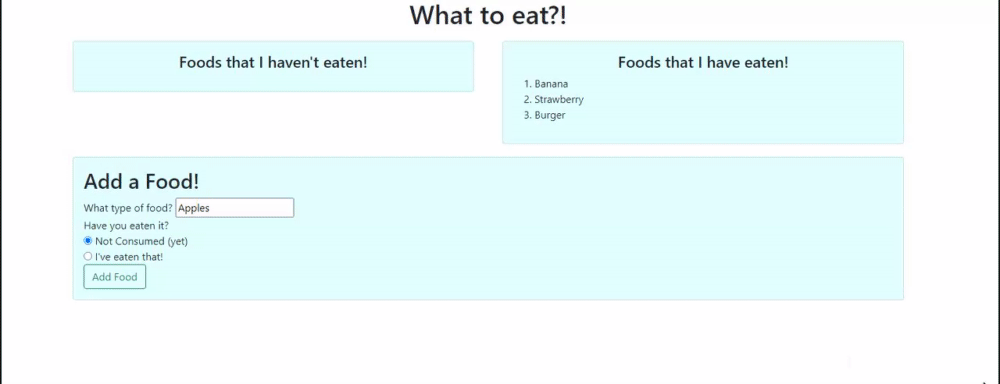 What to eat?!
Foods that I haven't eaten!
Foods that I have eaten!
1. Banana
2. Strawberry
3. Burger
Add a Food!
What type of food? Apples
Have you eaten it?
Not Consumed (yet)
I've eaten that!
Add Food